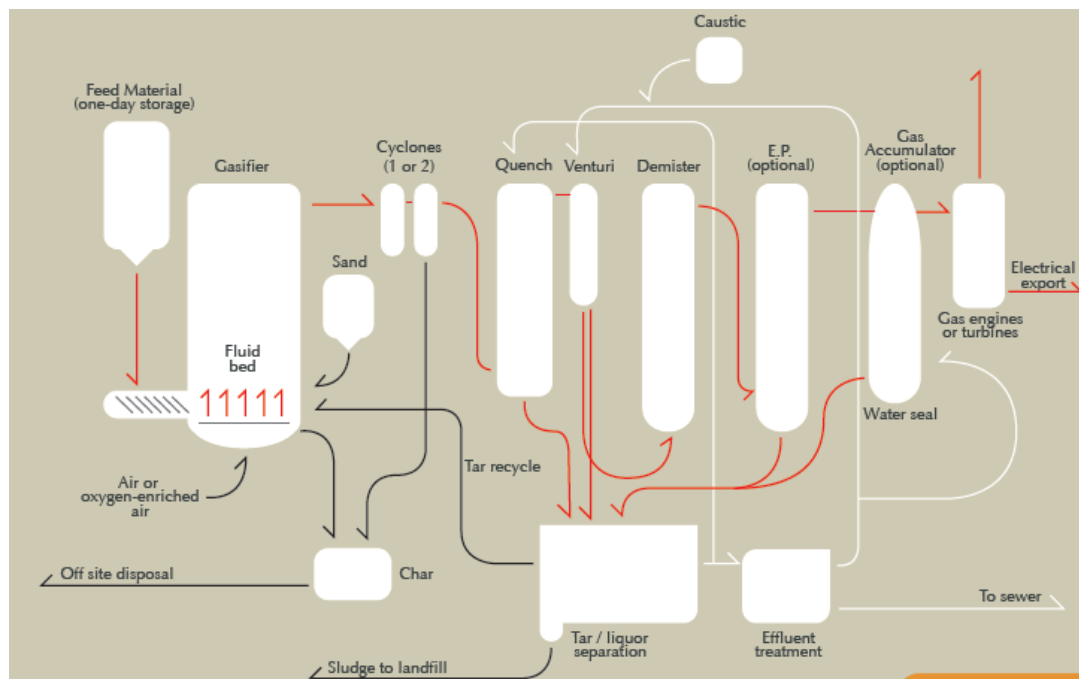 Caustic
Feed Material
(one-day storage)
Gasifier
Cyclones
(1 or 2)
Quench
Venturi
Demister
E.P.
(optional)
Gas
Accumulator
(optional)
Sand
Electrical
export
Gas engines
or turbines
Fluid
bed
Water seal
Tar recycle
Air or
oxygen-enriched
air
Off site disposal
Char
To sewer
Tar / liquor
separation
Effluent
treatment
Sludge to landfill